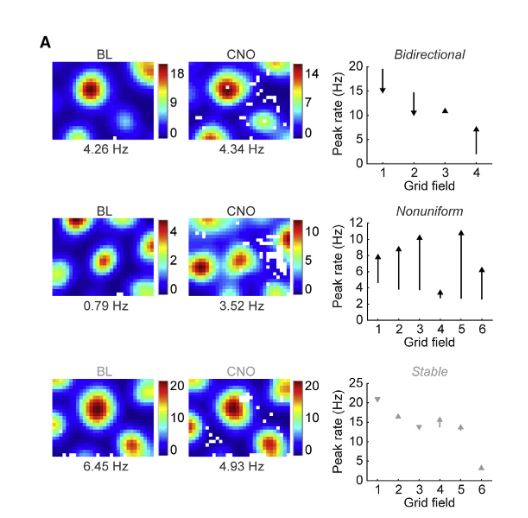 A
BL CNO Bidirectional
18 9 0
14 7 0
Peak rate (Hz)
20 15 10 5 0
1 2 3 4
Grid field
4.26 Hz 4.34 Hz
BL CNO Nonuniform
4 2 0
10 5 0
Peak rate (Hz)
12 10 8 6 4 2 0
1 2 3 4 5 6
Grid field
0.79 Hz 3.52 Hz
BL CNO Stable
20 15 10 5 0
20 15 10 5 0
Peak rate (Hz)
25 20 15 10 5 0
1 2 3 4 5 6
Grid field
6.45 Hz 4.93 Hz